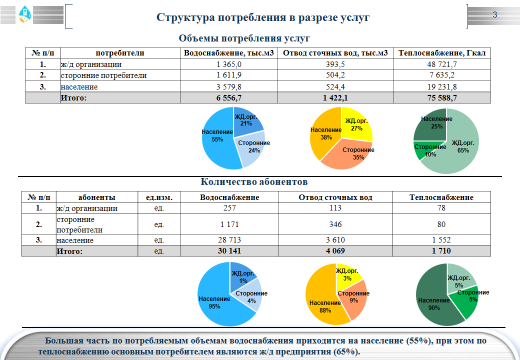 Структура потребления в разрезе услуг
3
Объемы потребления услуг
№ п/п потребители Водоснабжение, тыс.м3 Отвод сточных вод, тыс.м3 Теплоснабжение, Гкал
1. ж/д организации 1 365,0 393,5 48 721,7
2. сторонние потребители 1 611,9 504,2 7 635,2
3. население 3 579,8 524,4 19 231,8
Итого: 6 556,7 1 422,1 75 588,7
ЖД.орг. 21%
Население 55%
Сторонние 24%
ЖД.орг. 27%
Население 38%
Сторонние 35%
Население 25%
Сторонние 10%
ЖД.орг. 65%
Количество абонентов
№ п/п абоненты ед.изм. Водоснабжение Отвод сточных вод Теплоснабжение
1. ж/д организации ед. 257 113 78
2. сторонние потребители ед. 1 171 346 80
3. население ед. 28 713 3 610 1 552
Итого: ед. 30 141 4 069 1 710
ЖД.орг.
Сторонние 4%
Население 95%
ЖД.орг. 3%
Сторонние 9%
Население 88%
ЖД.орг. 5%
Сторонние 5%
Население 90%
Большая часть по потребляемым объемам водоснабжения приходится на население (55%), при этом по
теплоснабжению основным потребителем являются ж/д предприятия (65%).